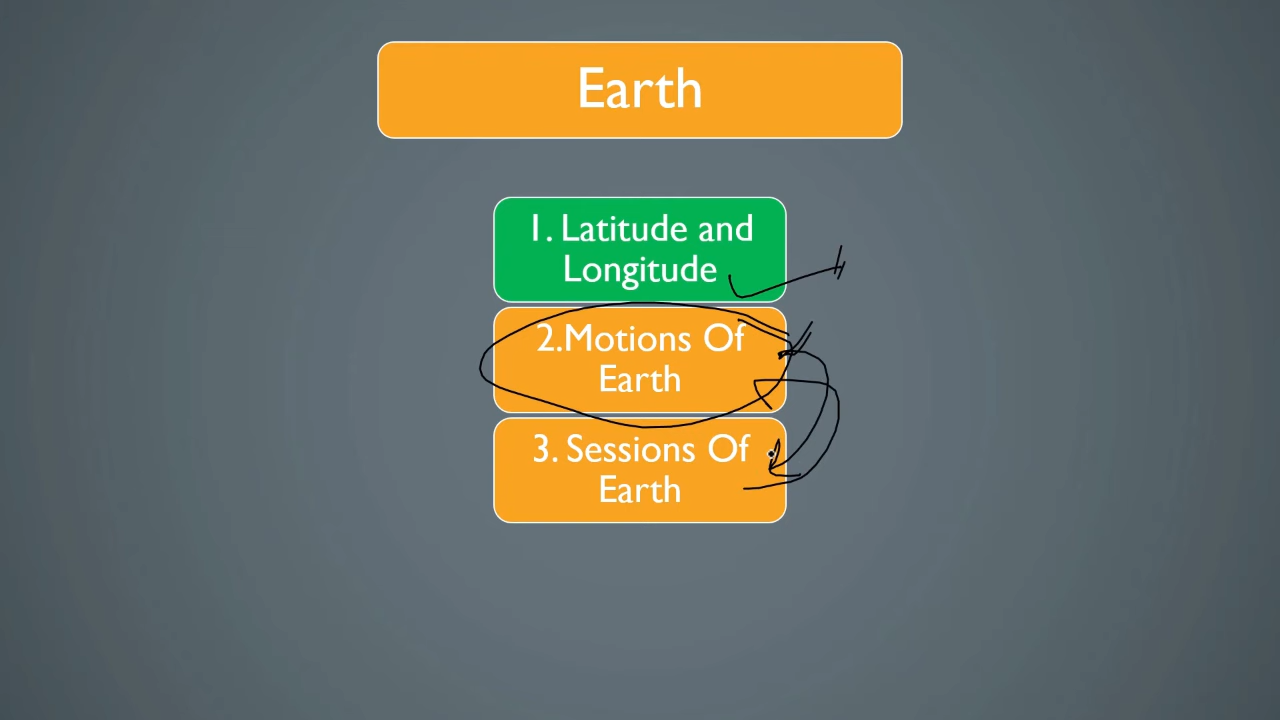 Earth
1. Latitude and
Longitude
2.Motions Of
Earth
3. Sessions Of
Earth